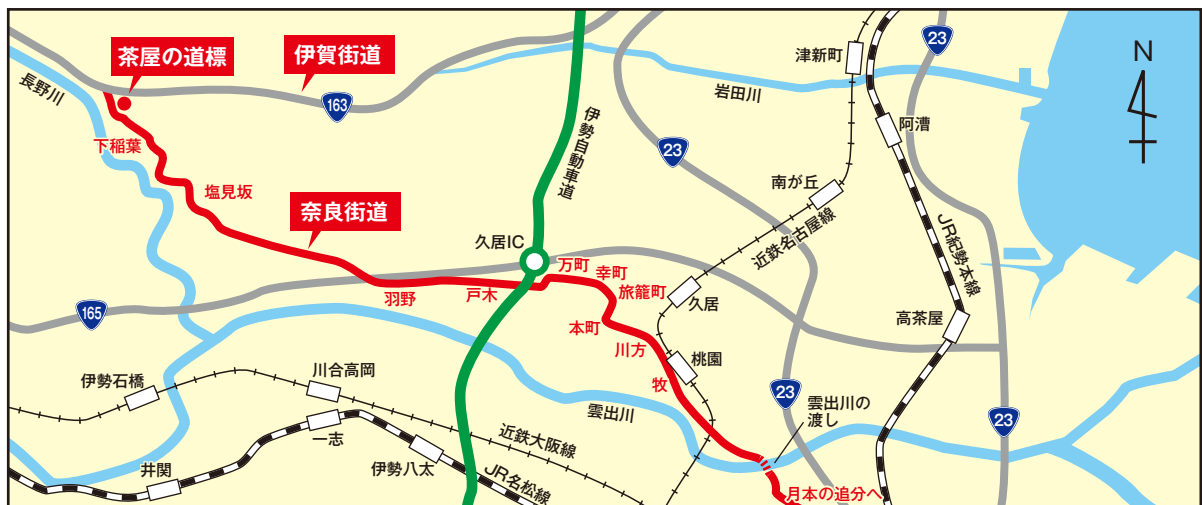 茶屋の道標
伊賀街道
163
長野川
下稲葉
塩見坂
奈良街道
伊勢自動車道
久居IC
165
羽野
戸木
万町
幸町
旅籠町
本町
川方
牧
23
津新町
岩田川
23
阿漕
南が丘
近鉄名古屋線
JR紀勢本線
久居
高茶屋
桃園
N
伊勢石橋
川合高岡
一志
井関
伊勢八太
近鉄大阪線
JR名松線
雲出川
23
雲出川の
渡し
23
月本の追分へ